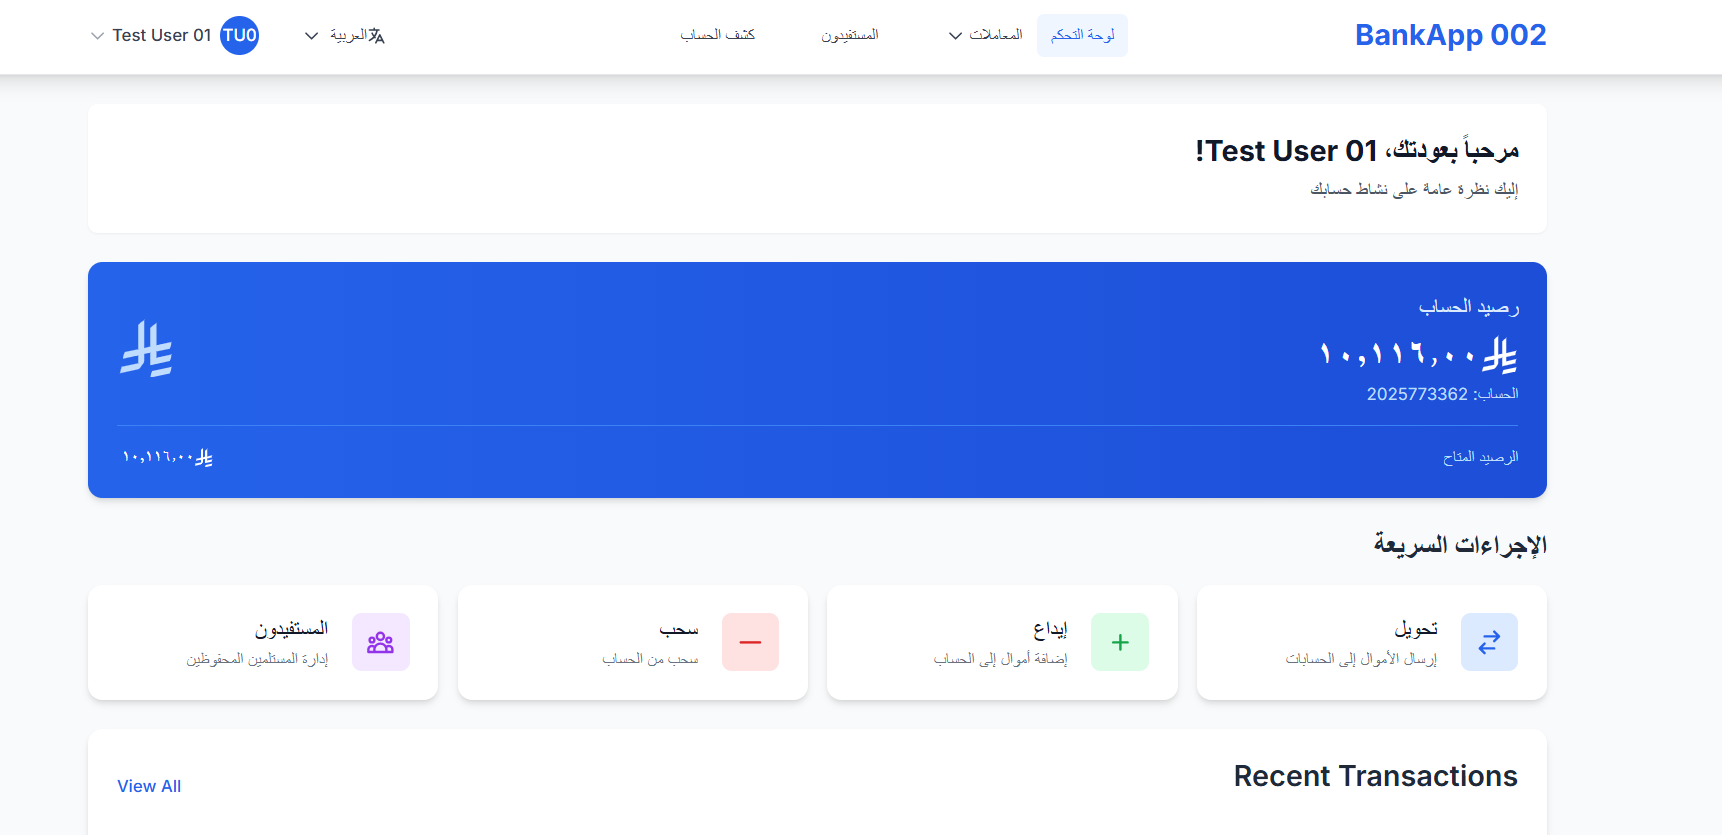 BankApp 002
لوحة التحكم
المعاملات
المستفيدون
كشف الحساب
العربية
TU0
Test User 01
مرحباً بعودتك، Test User 01!
إليك نظرة عامة على نشاط حسابك
رصيد الحساب
١٠,١١٦,٠٠
الحساب: 2025773362
الرصيد المتاح
١٠,١١٦,٠٠
الإجراءات السريعة
تحويل
إرسال الأموال إلى الحسابات
إيداع
إضافة أموال إلى الحساب
سحب
سحب من الحساب
المستفيدون
إدارة المستلمين المحفوظين
Recent Transactions
View All